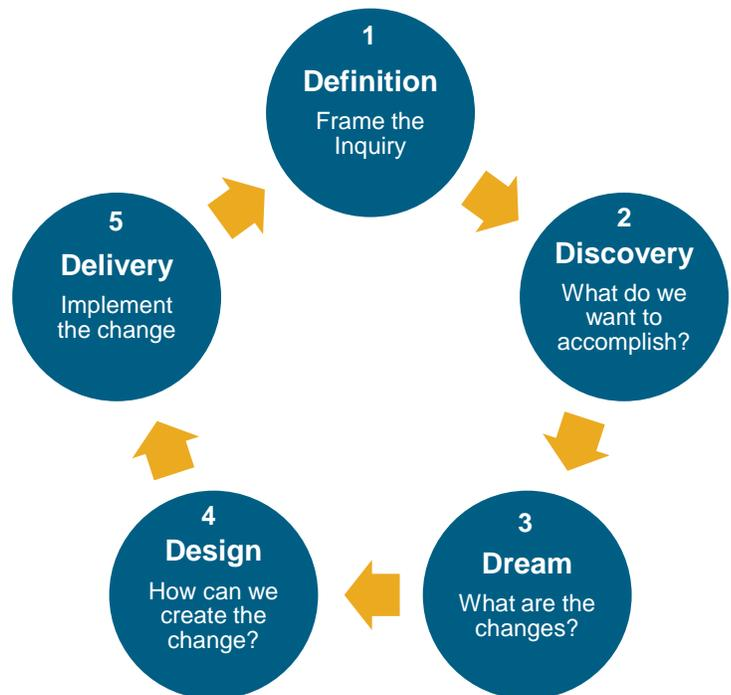 1
Definition
Frame the
Inquiry
2
Discovery
What do we
want to
accomplish?
3
Dream
What are the
changes?
4
Design
How can we
create the
change?
5
Delivery
Implement
the change